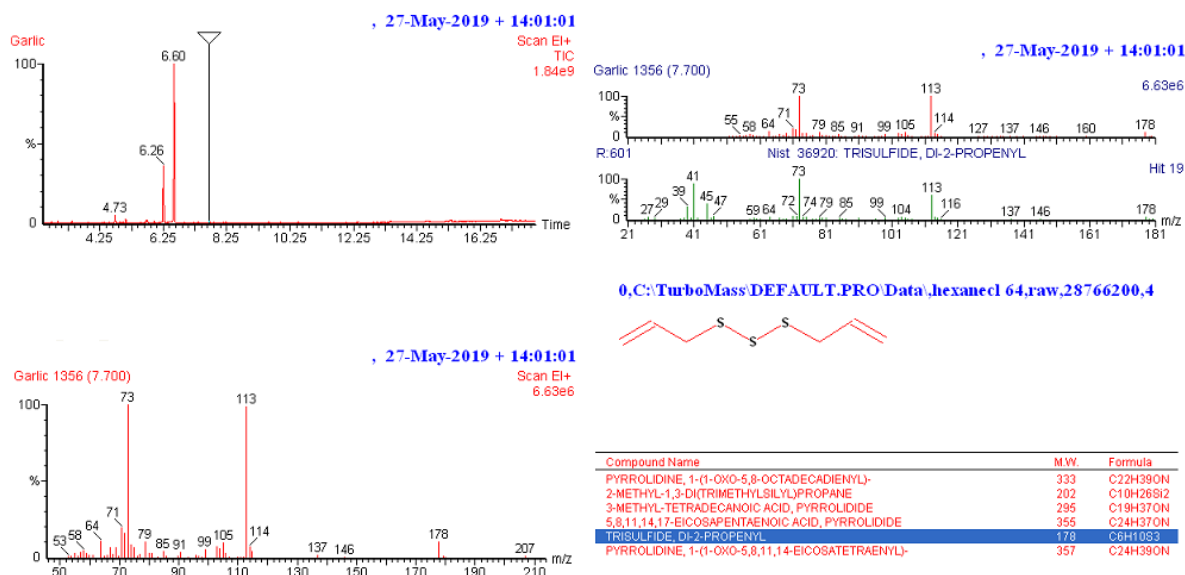 , 27-May-2019 + 14:01:01
Garlic
Scan EI+
TIC
1.84e9
100
%
0
6.60
6.26
4.73
4.25 6.25 8.25 10.25 12.25 14.25 16.25
Time
, 27-May-2019 + 14:01:01
Garlic 1356 (7.700)
6.63e6
100
%
0
55 58 64 71 73 79 85 91 99 105 113 114 127 137 146 160 178
R:601
Nist 36920: TRISULFIDE, DI-2-PROPENYL
Hit 19
100
%
0
27 29 39 41 45 47 59 64 72 73 74 79 85 99 104 113 116 137 146 178
21 41 61 81 101 121 141 161 181
m/z
0,C:\TurboMass\DEFAULT.PRO\Data\,hexanecl 64,raw,28766200,4
S S S
, 27-May-2019 + 14:01:01
Garlic 1356 (7.700)
Scan EI+
6.63e6
100
%
0
53 58 64 71 73 79 85 91 99 105 113 114 137 146 178 207
50 70 90 110 130 150 170 190 210
m/z
Compound Name M.W. Formula
PYRROLIDINE, 1-(1-OXO-5,8-OCTADECADIENYL)- 333 C22H39ON
2-METHYL-1,3-DI(TRIMETHYLSILYL)PROPANE 202 C10H26Si2
3-METHYL-TETRADECANOIC ACID, PYRROLIDIDE 295 C19H37ON
5,8,11,14,17-EICOSAPENTAENOIC ACID, PYRROLIDIDE 355 C24H37ON
TRISULFIDE, DI-2-PROPENYL 178 C6H10S3
PYRROLIDINE, 1-(1-OXO-5,8,11,14-EICOSATETRAENYL)- 357 C24H39ON